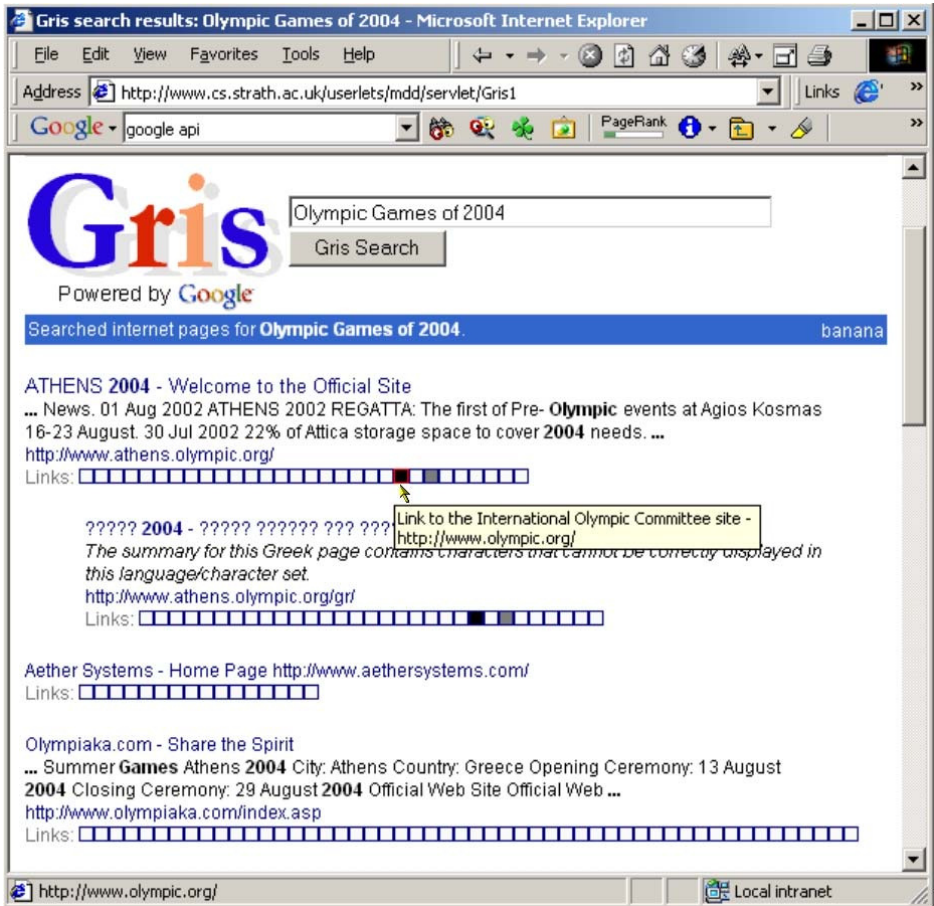 Gris search results: Olympic Games of 2004 - Microsoft Internet Explorer
File Edit View Favorites Tools Help
Address http://www.cs.strath.ac.uk/userlets/mdd/servlet/Gris1 Links »
Google google api PageRank »
Gris
Olympic Games of 2004
Gris Search
Powered by Google
Searched internet pages for Olympic Games of 2004. banana
ATHENS 2004 - Welcome to the Official Site
... News. 01 Aug 2002 ATHENS 2002 REGATTA: The first of Pre- Olympic events at Agios Kosmas
16-23 August. 30 Jul 2002 22% of Attica storage space to cover 2004 needs. ...
http://www.athens.olympic.org/
Links:
Link to the International Olympic Committee site -
http://www.olympic.org/
????? 2004 - ????? ?????? ??? ???
The summary for this Greek page contains characters that cannot be correctly displayed in
this language/character set.
http://www.athens.olympic.org/gr/
Links:
Aether Systems - Home Page http://www.aethersystems.com/
Links:
Olympiaka.com - Share the Spirit
... Summer Games Athens 2004 City: Athens Country: Greece Opening Ceremony: 13 August
2004 Closing Ceremony: 29 August 2004 Official Web Site Official Web ...
http://www.olympiaka.com/index.asp
Links:
http://www.olympic.org/ Local intranet